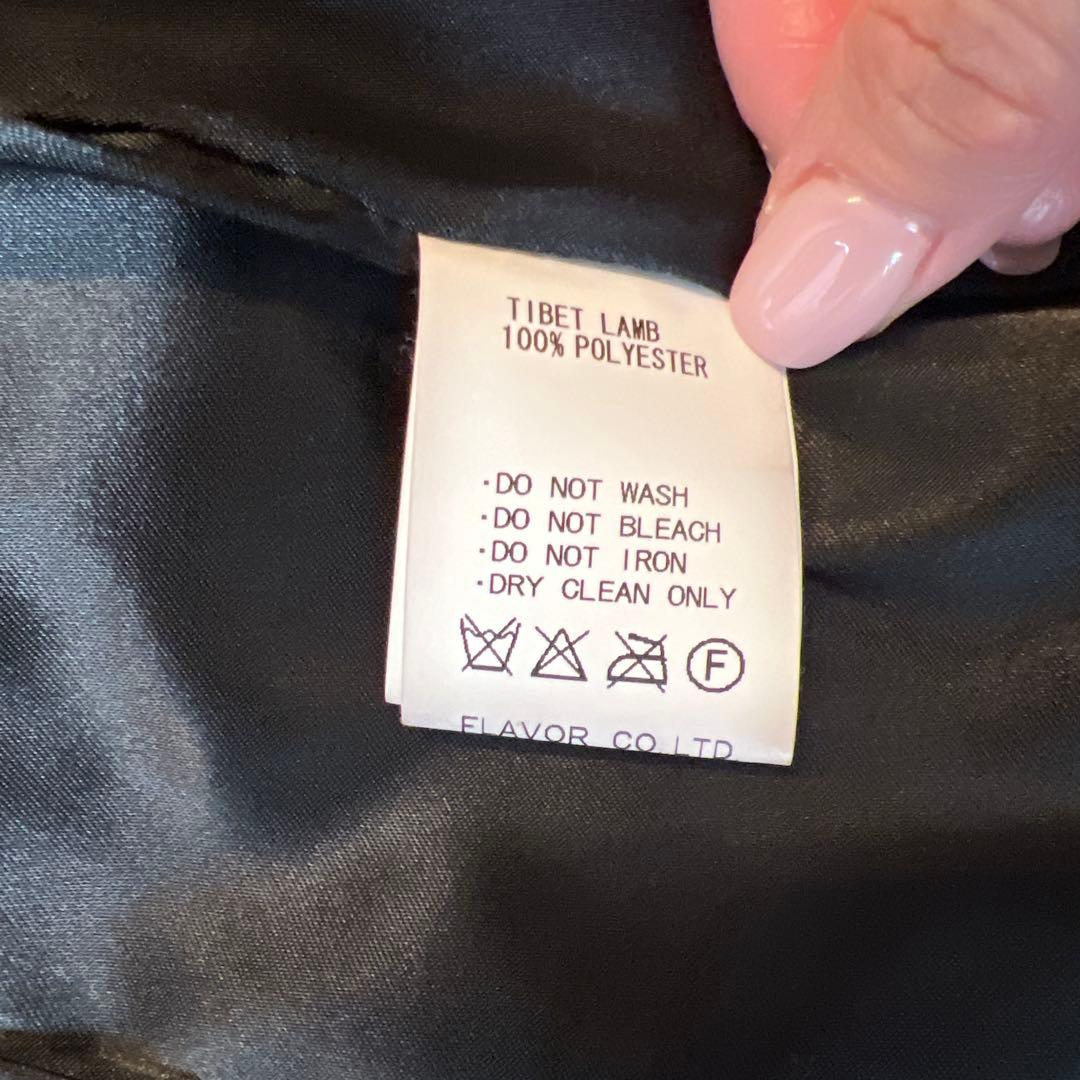 TIBET LAMB
100% POLYESTER
·DO NOT WASH
·DO NOT BLEACH
·DO NOT IRON
·DRY CLEAN ONLY
F
FLAVOR CO.LTD.